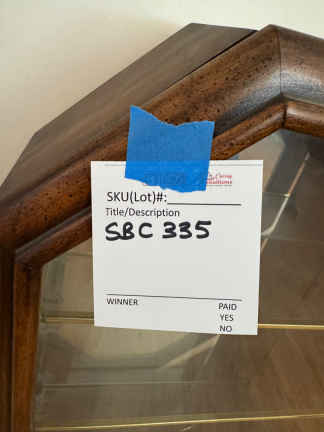 SKU(Lot)#:
Title/Description
SBC 335
WINNER PAID
YES
NO